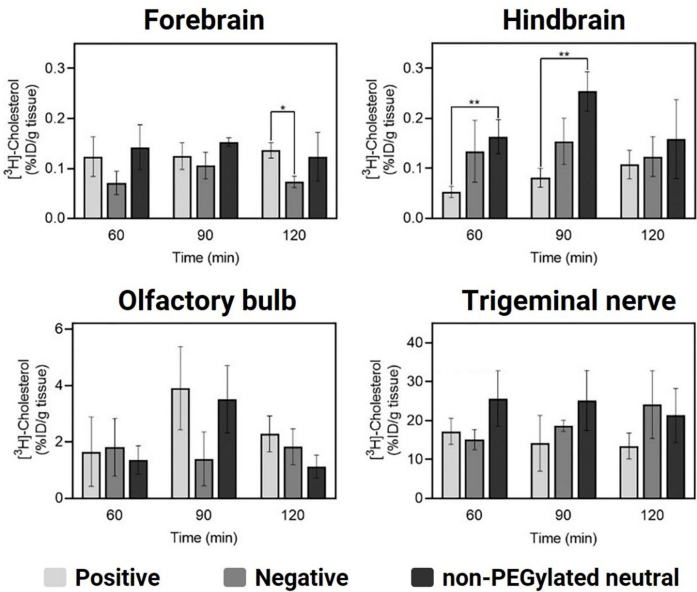 Forebrain
[³H]-Cholesterol
(%ID/g tissue)
0.3
0.2
0.1
0.0
*
60 90 120
Time (min)
Hindbrain
[³H]-Cholesterol
(%ID/g tissue)
0.3
0.2
0.1
0.0
**
**
60 90 120
Time (min)
Olfactory bulb
[³H]-Cholesterol
(%ID/g tissue)
6
4
2
0
60 90 120
Time (min)
Trigeminal nerve
[³H]-Cholesterol
(%ID/g tissue)
40
30
20
10
0
60 90 120
Time (min)
Positive Negative non-PEGylated neutral